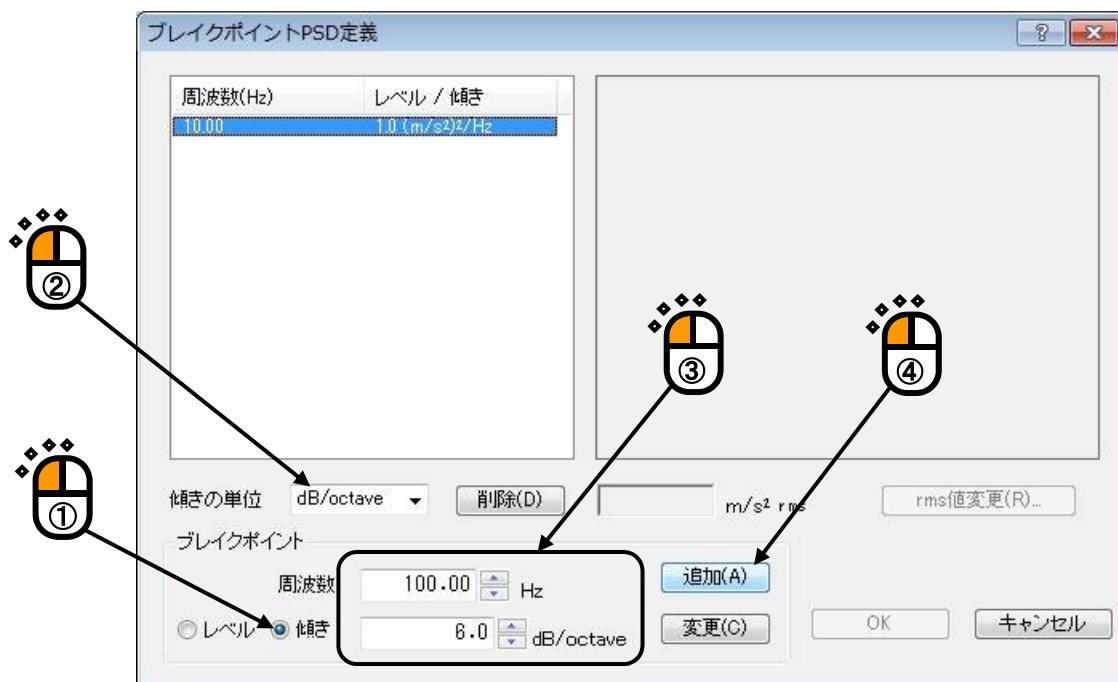 ブレイクポイントPSD定義
周波数(Hz) レベル / 傾き
10.00 1.0 (m/s²)²/Hz
②
③
④
①
傾きの単位 dB/octave 削除(D) m/s² rms rms値変更(R)...
ブレイクポイント
周波数 100.00 Hz 追加(A)
レベル 傾き 6.0 dB/octave 変更(C) OK キャンセル